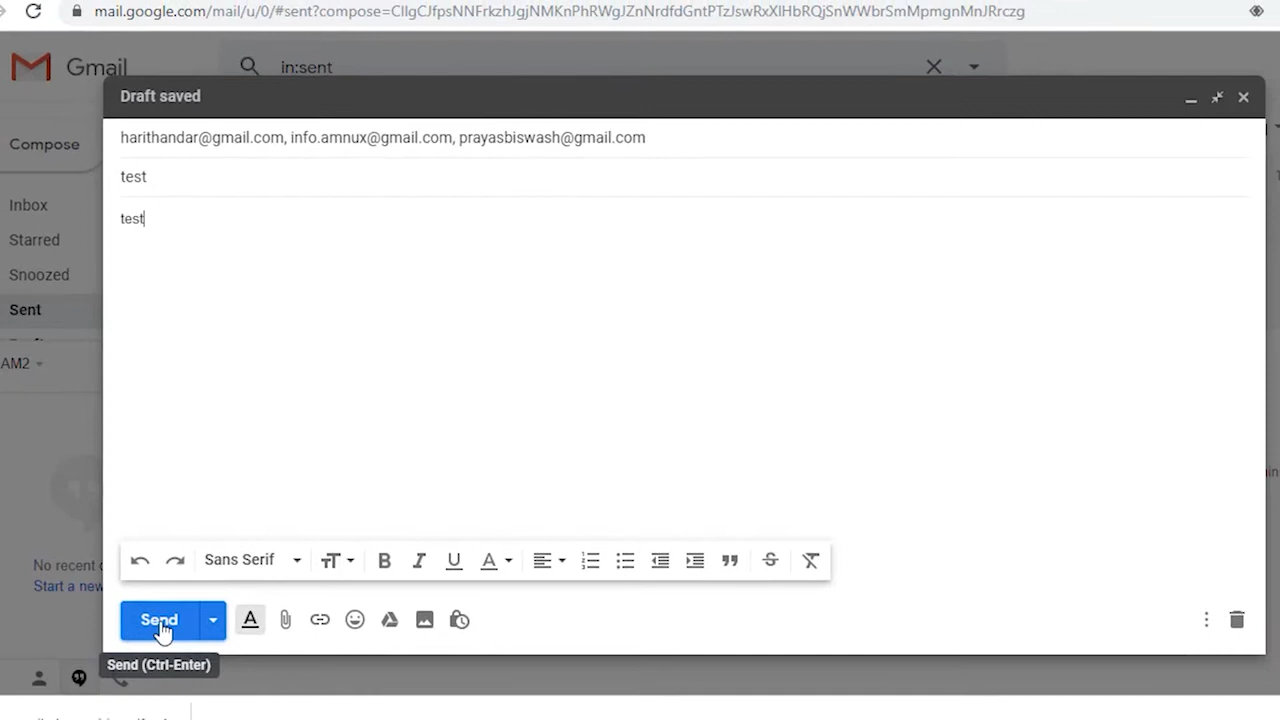 mail.google.com/mail/u/0/#sent?compose=CllgCJfpsNNFrkzhJgjNMKnPhRWgJZnNrdfdGntPTzJswRxXlHbRQjSnWWbrSmMpmgnMnJRrczg
Gmail
in:sent
Draft saved
harithandar@gmail.com, info.amnux@gmail.com, prayasbiswash@gmail.com
Compose
test
Inbox
test
Starred
Snoozed
Sent
AM2
No recent
Start a new
Sans Serif
Send
Send (Ctrl-Enter)